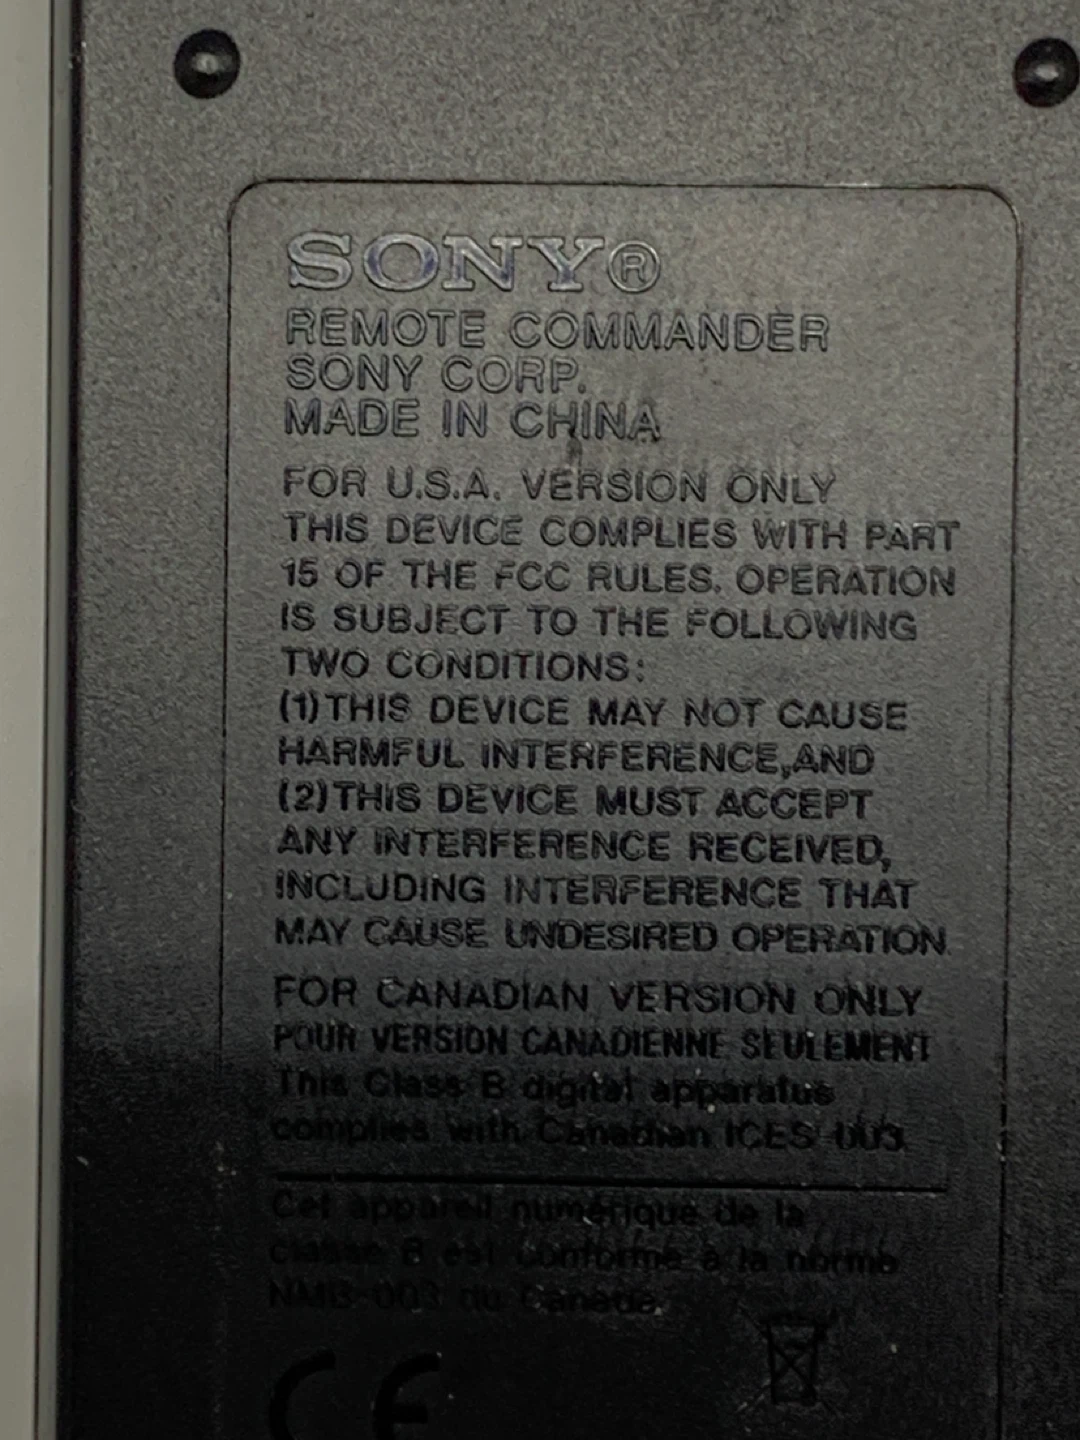 SONY®
REMOTE COMMANDER
SONY CORP.
MADE IN CHINA
FOR U.S.A. VERSION ONLY
THIS DEVICE COMPLIES WITH PART
15 OF THE FCC RULES. OPERATION
IS SUBJECT TO THE FOLLOWING
TWO CONDITIONS:
(1)THIS DEVICE MAY NOT CAUSE
HARMFUL INTERFERENCE,AND
(2)THIS DEVICE MUST ACCEPT
ANY INTERFERENCE RECEIVED,
INCLUDING INTERFERENCE THAT
MAY CAUSE UNDESIRED OPERATION.
FOR CANADIAN VERSION ONLY
POUR VERSION CANADIENNE SEULEMENT
This Class B digital apparatus
complies with Canadian ICES-003.
Cet appareil numérique de la
classe B est conforme à la norme
NMB-003 du Canada.
CE